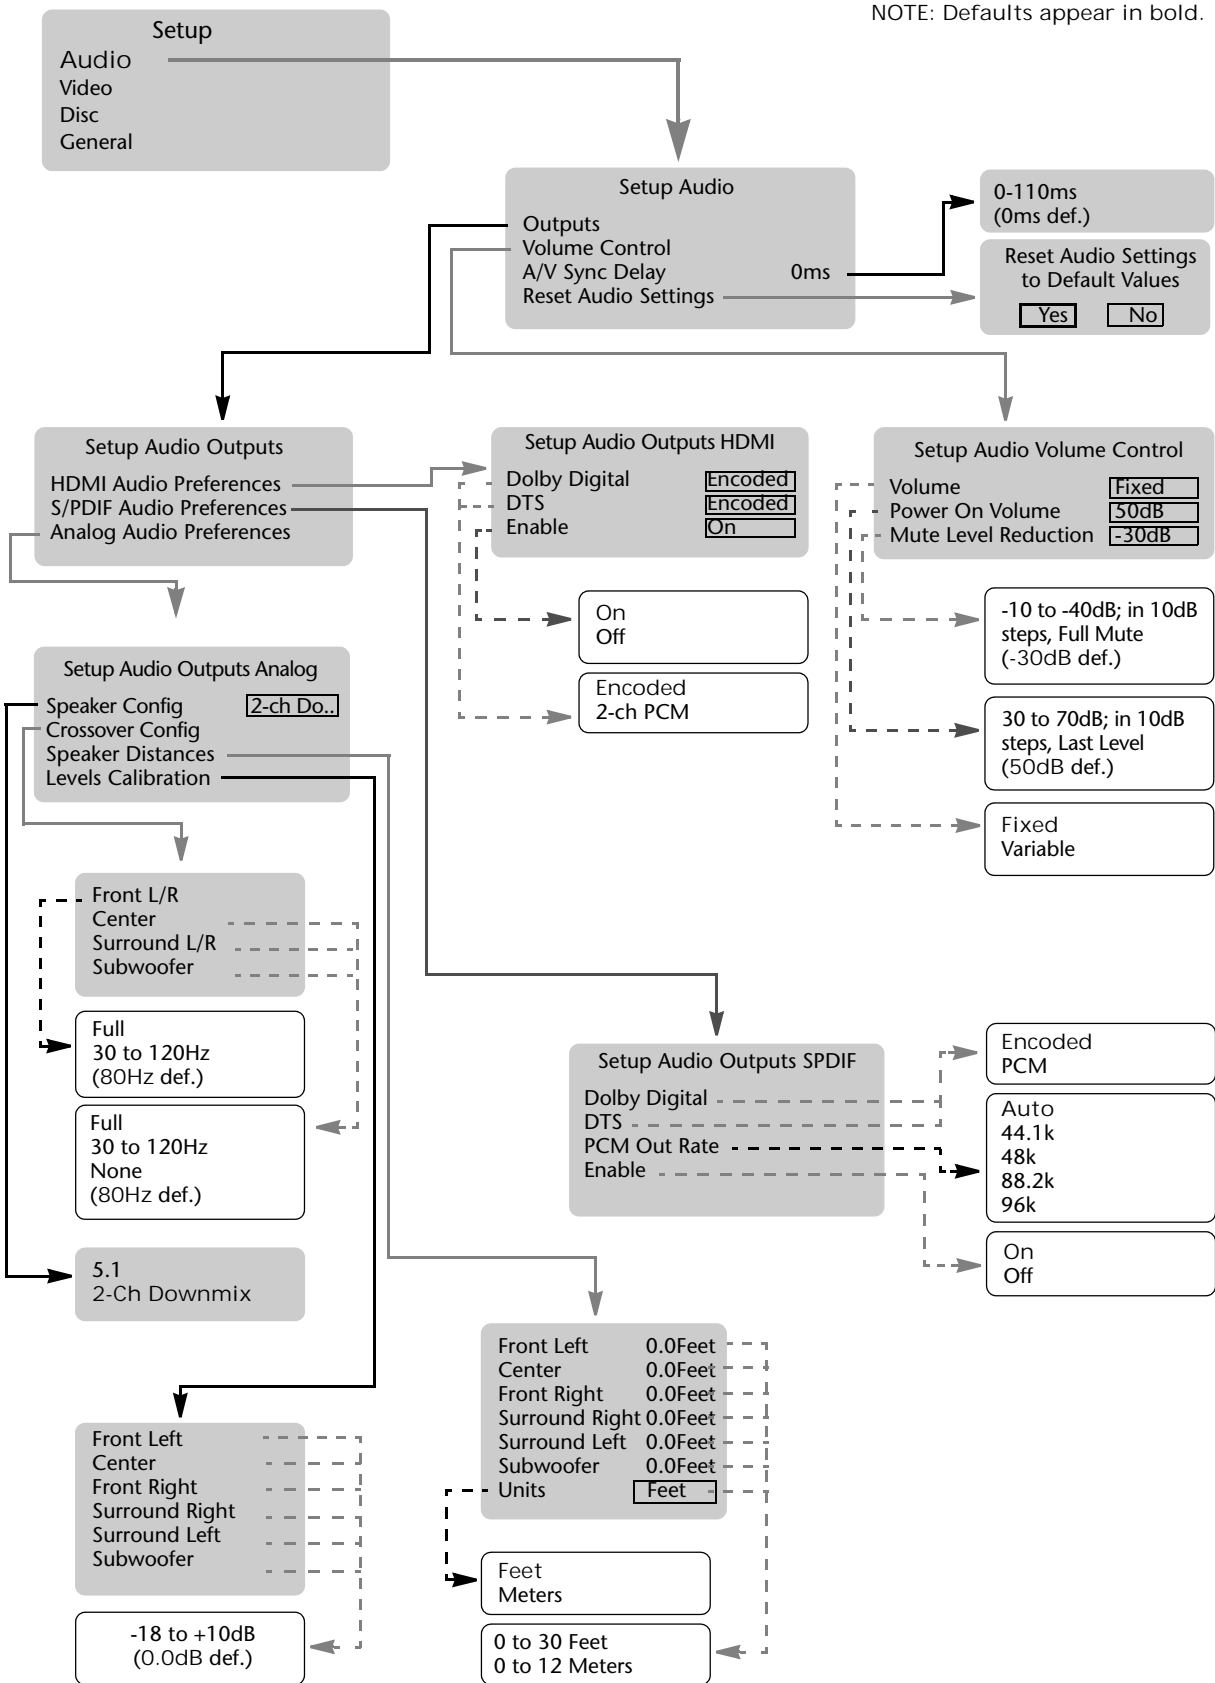 NOTE: Defaults appear in bold.
Setup
Audio
Video
Disc
General
Setup Audio
Outputs
Volume Control
A/V Sync Delay 0ms
Reset Audio Settings
0-110ms
(0ms def.)
Reset Audio Settings
to Default Values
Yes No
Setup Audio Outputs
HDMI Audio Preferences
S/PDIF Audio Preferences
Analog Audio Preferences
Setup Audio Outputs HDMI
Dolby Digital Encoded
DTS Encoded
Enable On
On
Off
Encoded
2-ch PCM
Setup Audio Volume Control
Volume Fixed
Power On Volume 50dB
Mute Level Reduction -30dB
-10 to -40dB; in 10dB
steps, Full Mute
(-30dB def.)
30 to 70dB; in 10dB
steps, Last Level
(50dB def.)
Fixed
Variable
Setup Audio Outputs Analog
Speaker Config 2-ch Do..
Crossover Config
Speaker Distances
Levels Calibration
Front L/R
Center
Surround L/R
Subwoofer
Full
30 to 120Hz
(80Hz def.)
Full
30 to 120Hz
None
(80Hz def.)
5.1
2-Ch Downmix
Setup Audio Outputs SPDIF
Dolby Digital
DTS
PCM Out Rate
Enable
Encoded
PCM
Auto
44.1k
48k
88.2k
96k
On
Off
Front Left 0.0Feet
Center 0.0Feet
Front Right 0.0Feet
Surround Right 0.0Feet
Surround Left 0.0Feet
Subwoofer 0.0Feet
Units Feet
Feet
Meters
0 to 30 Feet
0 to 12 Meters
Front Left
Center
Front Right
Surround Right
Surround Left
Subwoofer
-18 to +10dB
(0.0dB def.)